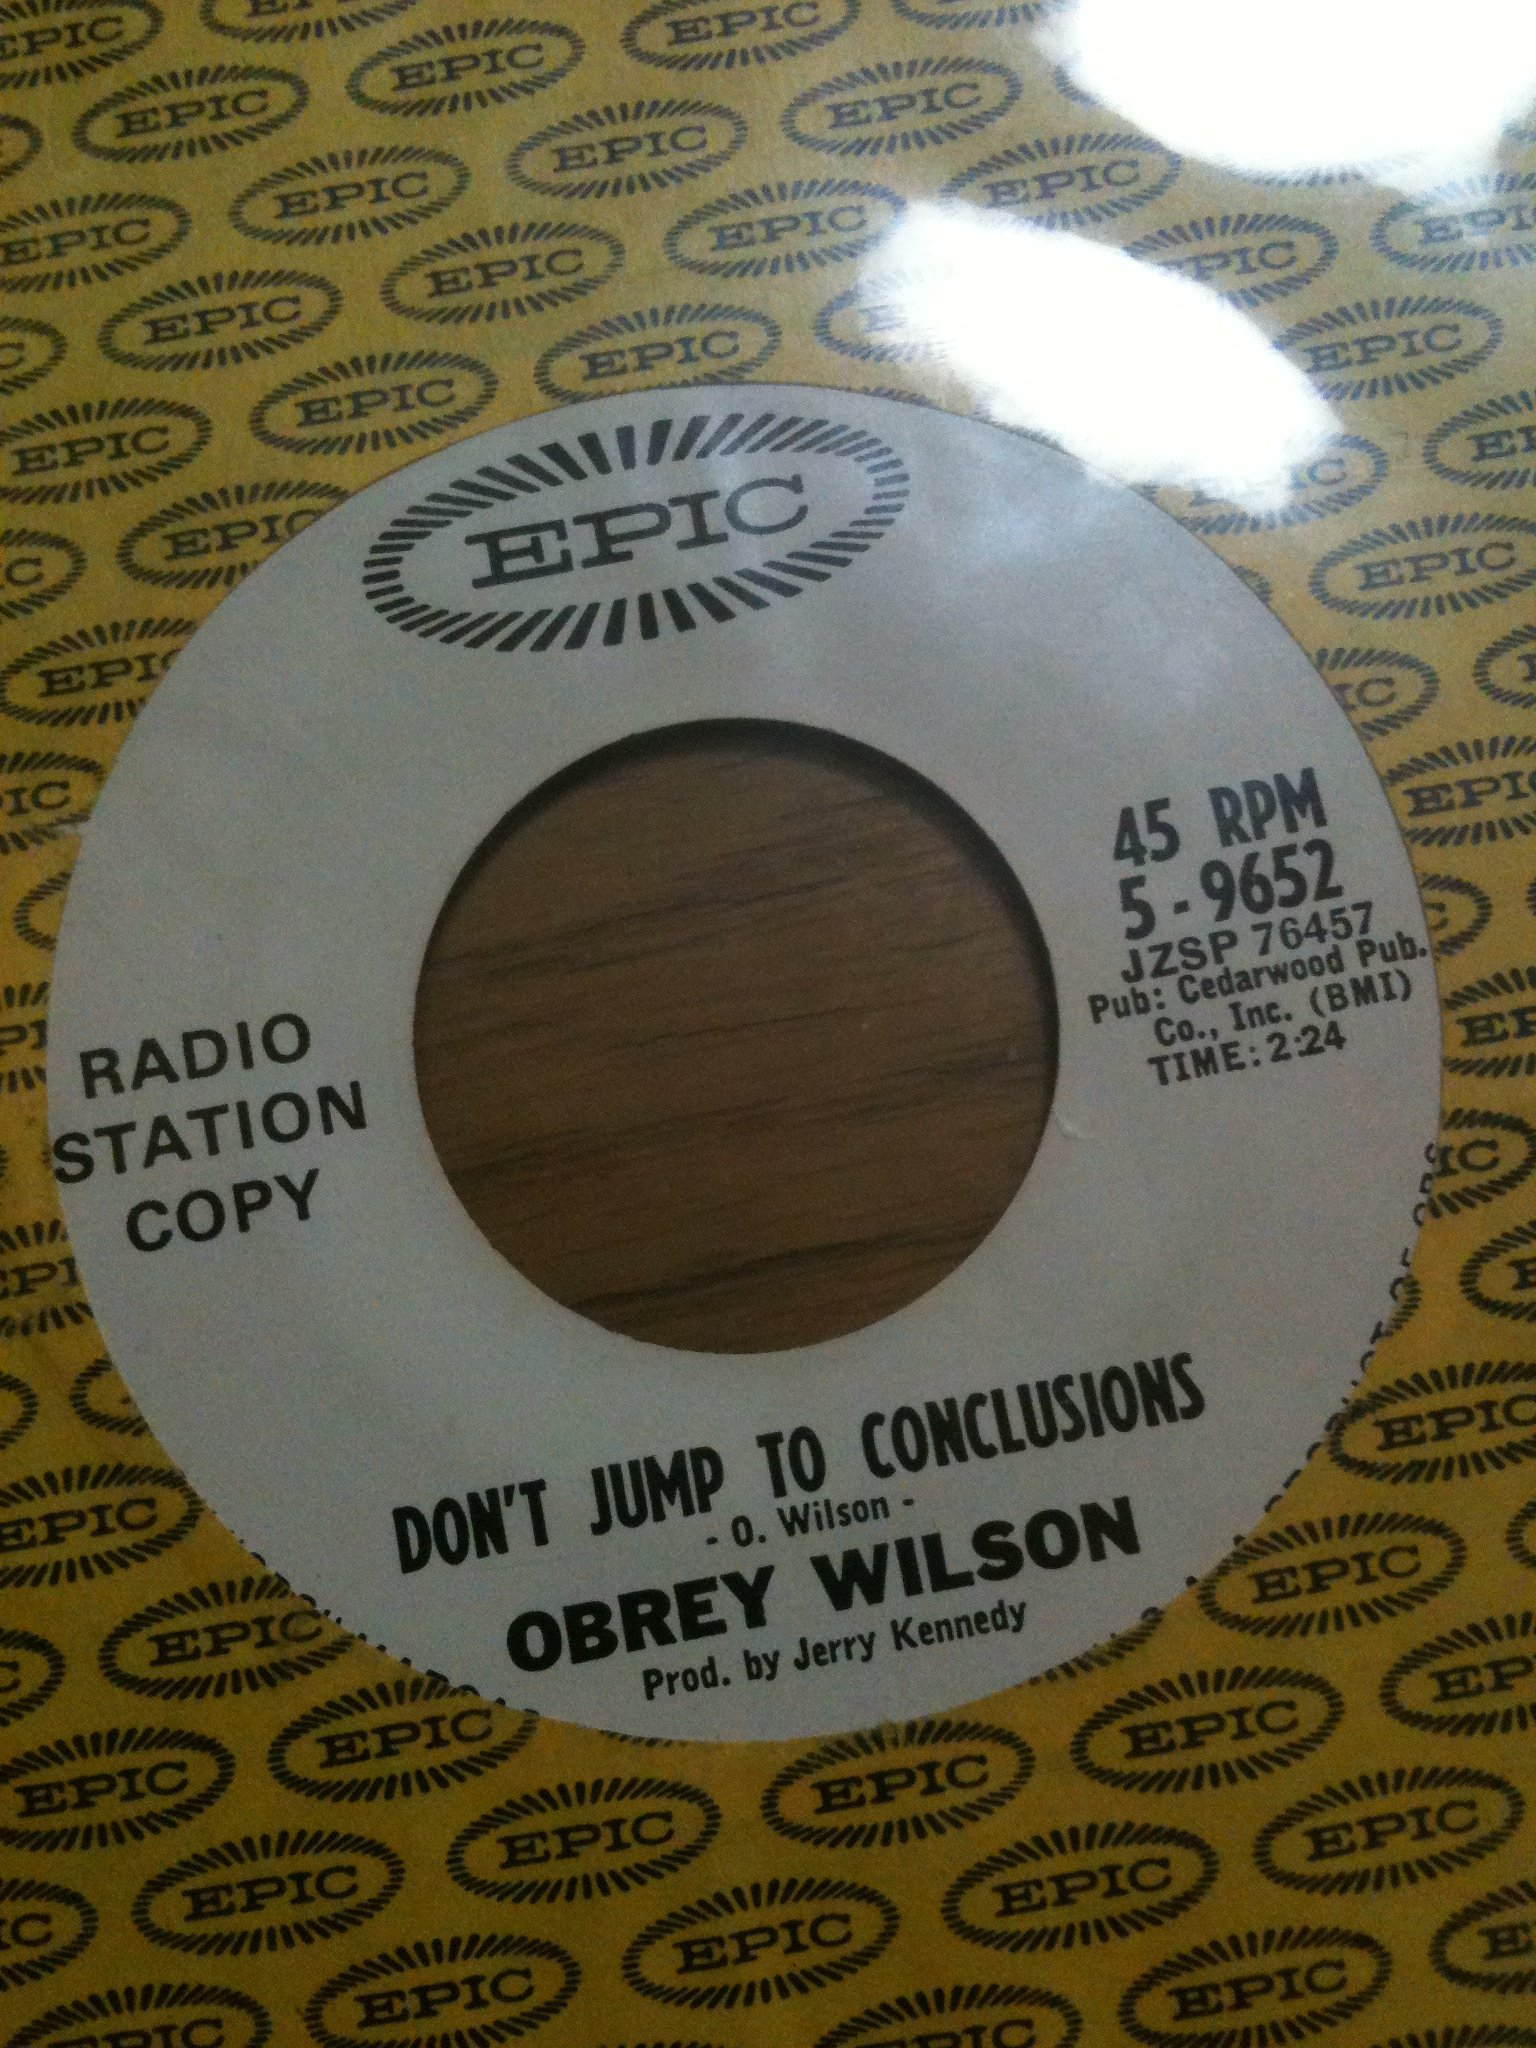 EPIC
45 RPM
5-9652
JZSP 76457
Pub: Cedarwood Pub.
Co., Inc. (BMI)
TIME: 2:24
RADIO
STATION
COPY
DON'T JUMP TO CONCLUSIONS
- O. Wilson -
OBREY WILSON
Prod. by Jerry Kennedy